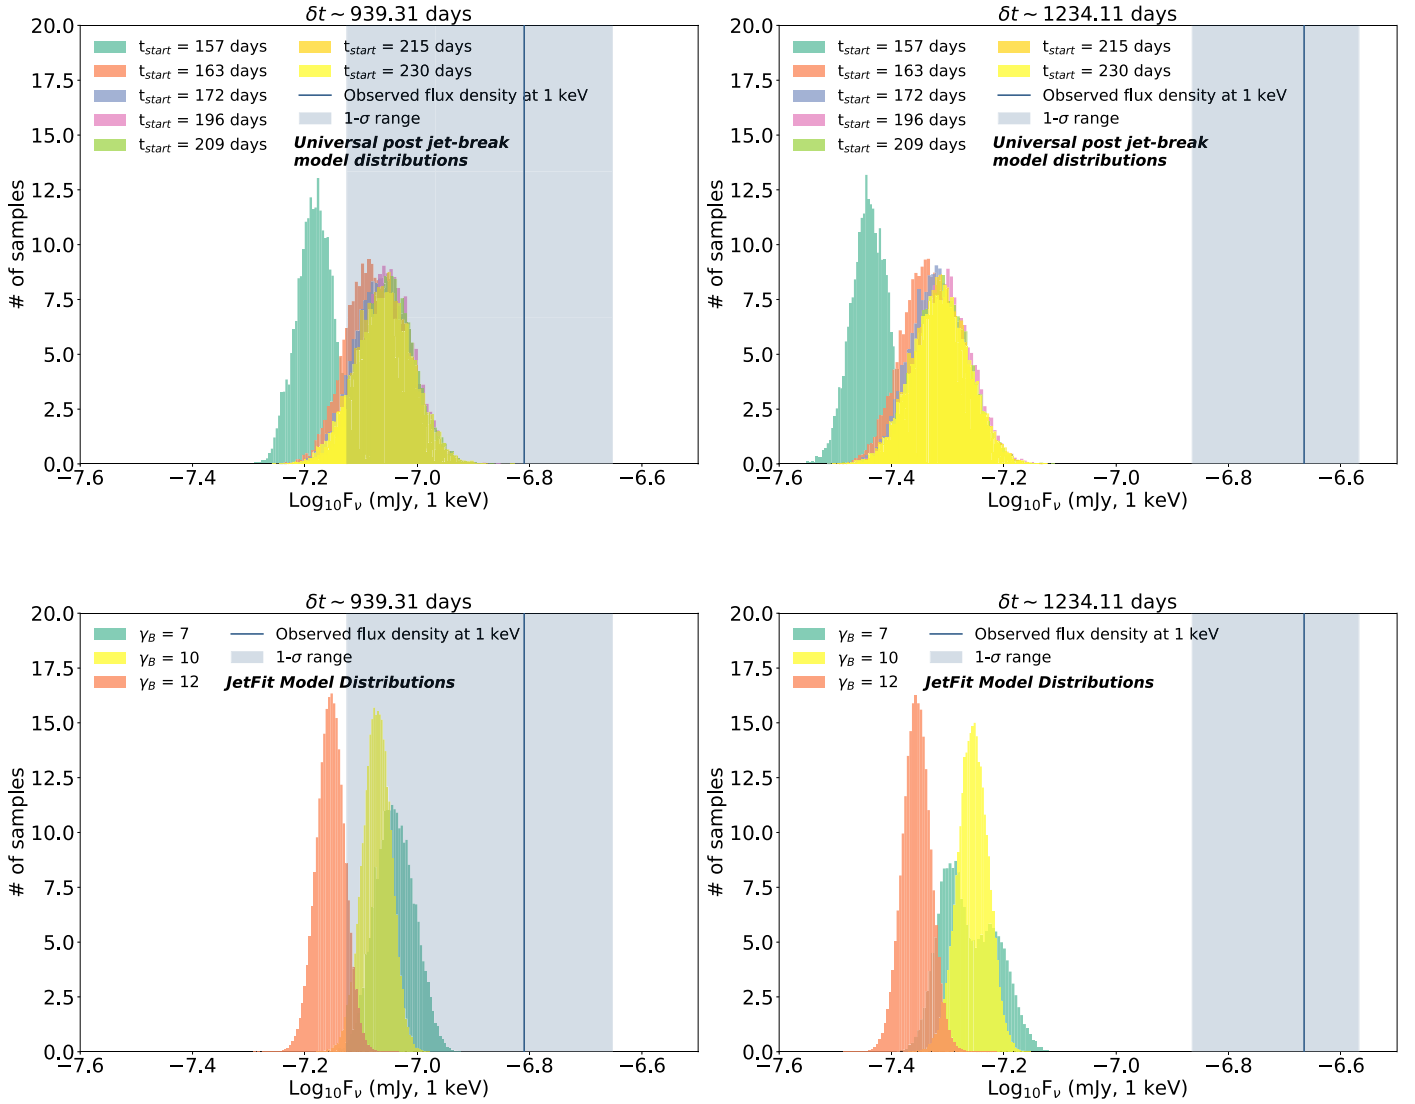 δt ~ 939.31 days
20.0
17.5
15.0
12.5
10.0
7.5
5.0
2.5
0.0
# of samples
t_start = 157 days
t_start = 163 days
t_start = 172 days
t_start = 196 days
t_start = 209 days
t_start = 215 days
t_start = 230 days
Observed flux density at 1 keV
1-σ range
Universal post jet-break
model distributions
−7.6 −7.4 −7.2 −7.0 −6.8 −6.6
Log₁₀F_ν (mJy, 1 keV)
δt ~ 1234.11 days
20.0
17.5
15.0
12.5
10.0
7.5
5.0
2.5
0.0
# of samples
t_start = 157 days
t_start = 163 days
t_start = 172 days
t_start = 196 days
t_start = 209 days
t_start = 215 days
t_start = 230 days
Observed flux density at 1 keV
1-σ range
Universal post jet-break
model distributions
−7.6 −7.4 −7.2 −7.0 −6.8 −6.6
Log₁₀F_ν (mJy, 1 keV)
δt ~ 939.31 days
20.0
17.5
15.0
12.5
10.0
7.5
5.0
2.5
0.0
# of samples
γ_B = 7
γ_B = 10
γ_B = 12
Observed flux density at 1 keV
1-σ range
JetFit Model Distributions
−7.6 −7.4 −7.2 −7.0 −6.8 −6.6
Log₁₀F_ν (mJy, 1 keV)
δt ~ 1234.11 days
20.0
17.5
15.0
12.5
10.0
7.5
5.0
2.5
0.0
# of samples
γ_B = 7
γ_B = 10
γ_B = 12
Observed flux density at 1 keV
1-σ range
JetFit Model Distributions
−7.6 −7.4 −7.2 −7.0 −6.8 −6.6
Log₁₀F_ν (mJy, 1 keV)